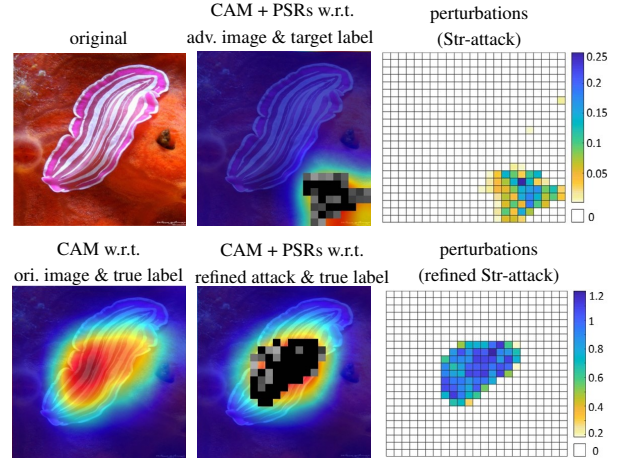 original
CAM + PSRs w.r.t.
adv. image & target label
perturbations
(Str-attack)
0.25
0.2
0.15
0.1
0.05
0
CAM w.r.t.
ori. image & true label
CAM + PSRs w.r.t.
refined attack & true label
perturbations
(refined Str-attack)
1.2
1
0.8
0.6
0.4
0.2
0